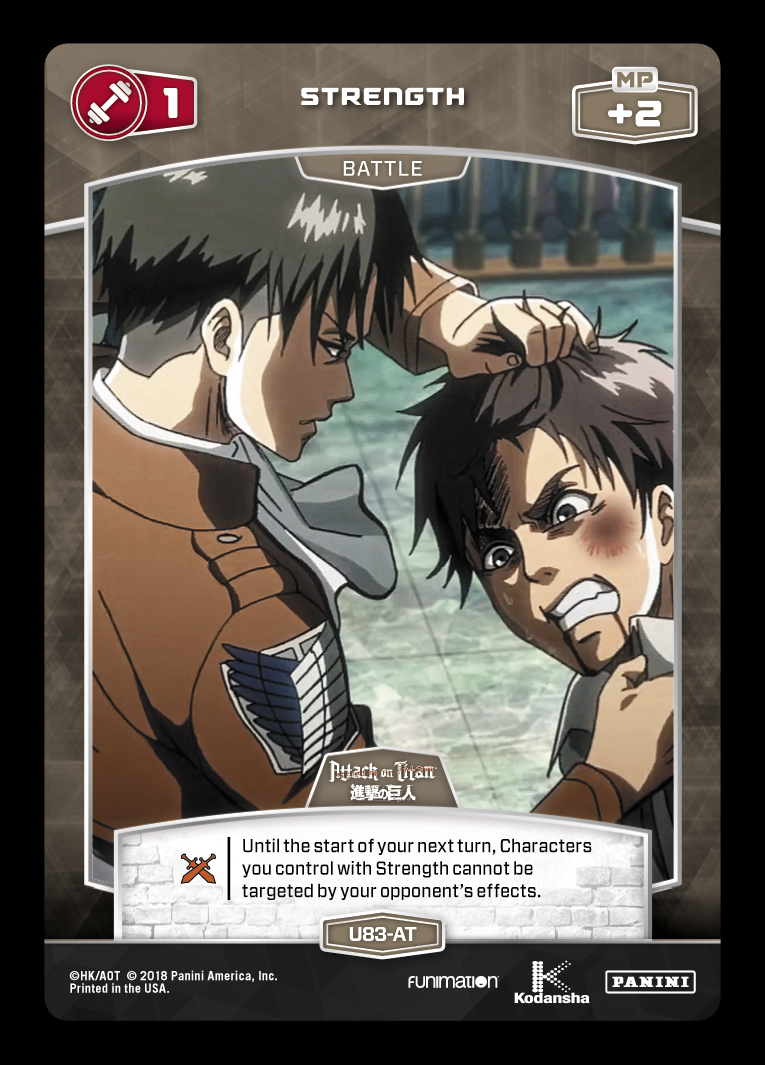 1
STRENGTH
MP
+2
BATTLE
Attack on Titan
進撃の巨人
Until the start of your next turn, Characters
you control with Strength cannot be
targeted by your opponent's effects.
U83-AT
©HK/AOT © 2018 Panini America, Inc.
Printed in the USA.
FUNIMATION
Kodansha
PANINI